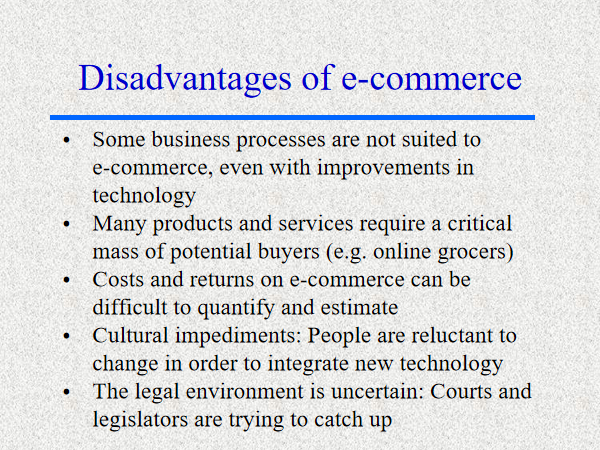 Disadvantages of e-commerce
• Some business processes are not suited to
e-commerce, even with improvements in
technology
• Many products and services require a critical
mass of potential buyers (e.g. online grocers)
• Costs and returns on e-commerce can be
difficult to quantify and estimate
• Cultural impediments: People are reluctant to
change in order to integrate new technology
• The legal environment is uncertain: Courts and
legislators are trying to catch up